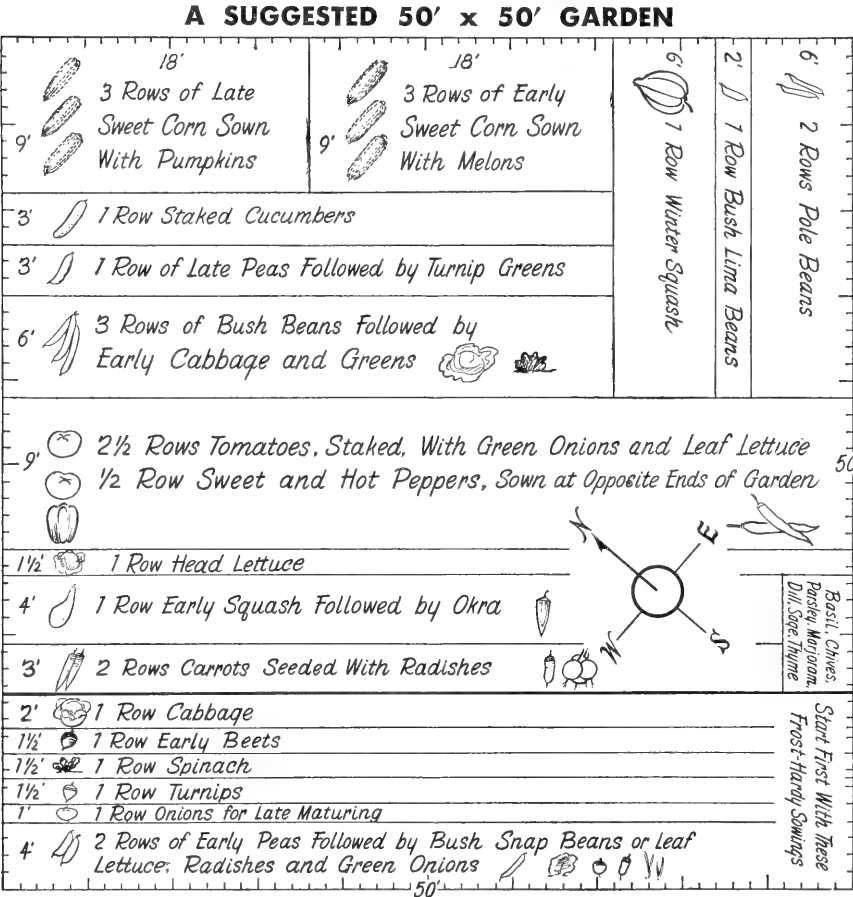 A SUGGESTED 50' x 50' GARDEN
18'
9'
3 Rows of Late
Sweet Corn Sown
With Pumpkins
18'
9'
3 Rows of Early
Sweet Corn Sown
With Melons
6'
1 Row Winter Squash
2'
1 Row Bush Lima Beans
6'
2 Rows Pole Beans
3'
1 Row Staked Cucumbers
3'
1 Row of Late Peas Followed by Turnip Greens
6'
3 Rows of Bush Beans Followed by
Early Cabbage and Greens
9'
2½ Rows Tomatoes, Staked, With Green Onions and Leaf Lettuce
½ Row Sweet and Hot Peppers, Sown at Opposite Ends of Garden
50
N
E
S
W
1½'
1 Row Head Lettuce
4'
1 Row Early Squash Followed by Okra
Basil, Chives,
Parsley, Marjoram,
Dill, Sage, Thyme
3'
2 Rows Carrots Seeded With Radishes
2'
1 Row Cabbage
1½'
1 Row Early Beets
1½'
1 Row Spinach
1½'
1 Row Turnips
1'
1 Row Onions for Late Maturing
4'
2 Rows of Early Peas Followed by Bush Snap Beans or Leaf
Lettuce, Radishes and Green Onions
Start First With These
Frost-Hardy Sowings
50'